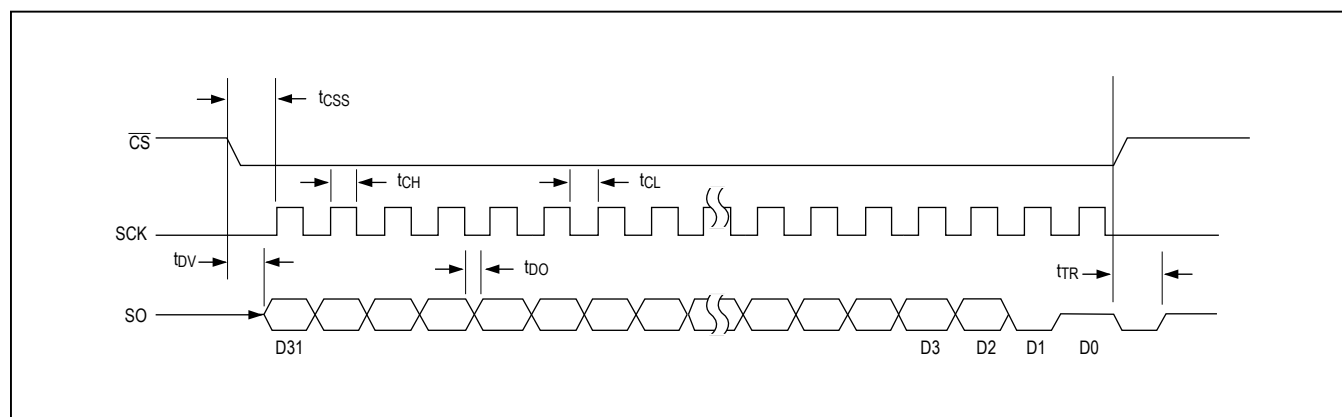 tCSS
CS
tCH
tCL
SCK
tDV
tDO
tTR
SO
D31
D3
D2
D1
D0